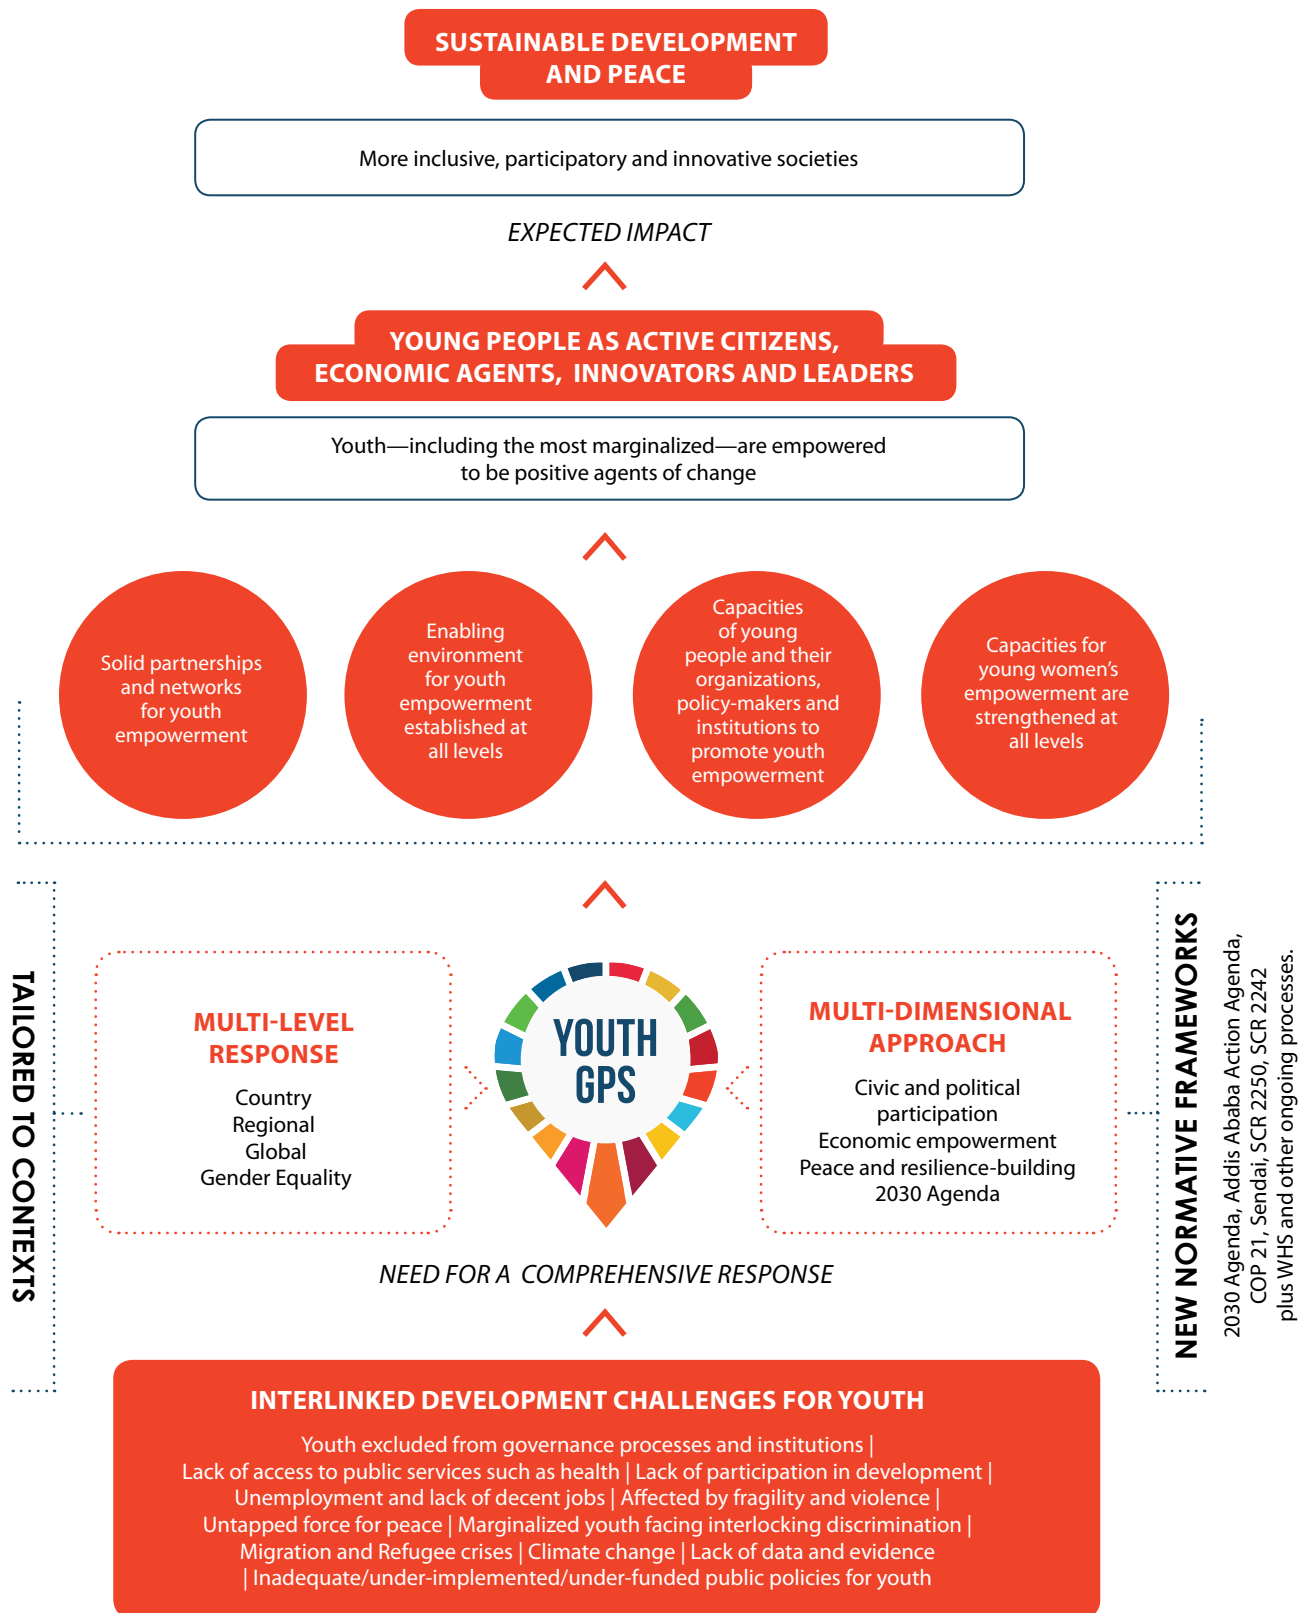 SUSTAINABLE DEVELOPMENT
AND PEACE
More inclusive, participatory and innovative societies
EXPECTED IMPACT
YOUNG PEOPLE AS ACTIVE CITIZENS,
ECONOMIC AGENTS, INNOVATORS AND LEADERS
Youth—including the most marginalized—are empowered
to be positive agents of change
Solid partnerships
and networks
for youth
empowerment
Enabling
environment
for youth
empowerment
established at
all levels
Capacities
of young
people and their
organizations,
policy-makers and
institutions to
promote youth
empowerment
Capacities for
young women's
empowerment are
strengthened at
all levels
TAILORED TO CONTEXTS
MULTI-LEVEL
RESPONSE
Country
Regional
Global
Gender Equality
YOUTH
GPS
MULTI-DIMENSIONAL
APPROACH
Civic and political
participation
Economic empowerment
Peace and resilience-building
2030 Agenda
NEW NORMATIVE FRAMEWORKS
2030 Agenda, Addis Ababa Action Agenda,
COP 21, Sendai, SCR 2250, SCR 2242
plus WHS and other ongoing processes.
NEED FOR A COMPREHENSIVE RESPONSE
INTERLINKED DEVELOPMENT CHALLENGES FOR YOUTH
Youth excluded from governance processes and institutions |
Lack of access to public services such as health | Lack of participation in development |
Unemployment and lack of decent jobs | Affected by fragility and violence |
Untapped force for peace | Marginalized youth facing interlocking discrimination |
Migration and Refugee crises | Climate change | Lack of data and evidence
| Inadequate/under-implemented/under-funded public policies for youth